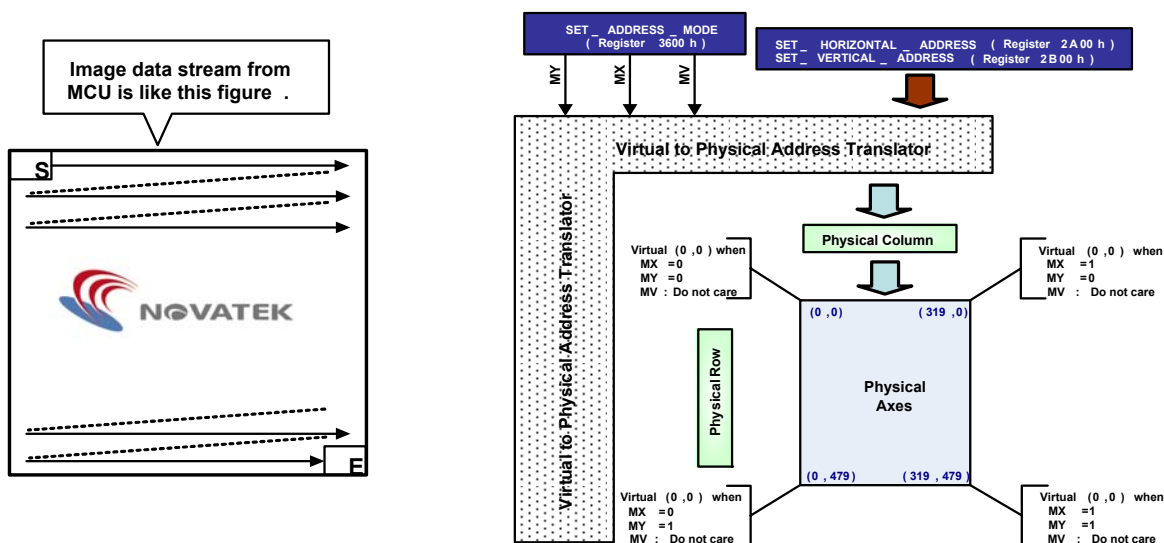 Image data stream from
MCU is like this figure .
S
NOVATEK
E
SET _ ADDRESS _ MODE
( Register 3600 h )
SET _ HORIZONTAL _ ADDRESS ( Register 2A00 h )
SET _ VERTICAL _ ADDRESS ( Register 2B00 h )
MY
MX
MV
Virtual to Physical Address Translator
Virtual to Physical Address Translator
Physical Column
Virtual (0 ,0 ) when
MX =0
MY =0
MV : Do not care
Virtual (0 ,0 ) when
MX =1
MY =0
MV : Do not care
(0 ,0)
( 319 ,0 )
Physical Row
Physical
Axes
( 0 , 479 )
( 319 , 479 )
Virtual (0 ,0 ) when
MX =0
MY =1
MV : Do not care
Virtual (0 ,0 ) when
MX =1
MY =1
MV : Do not care